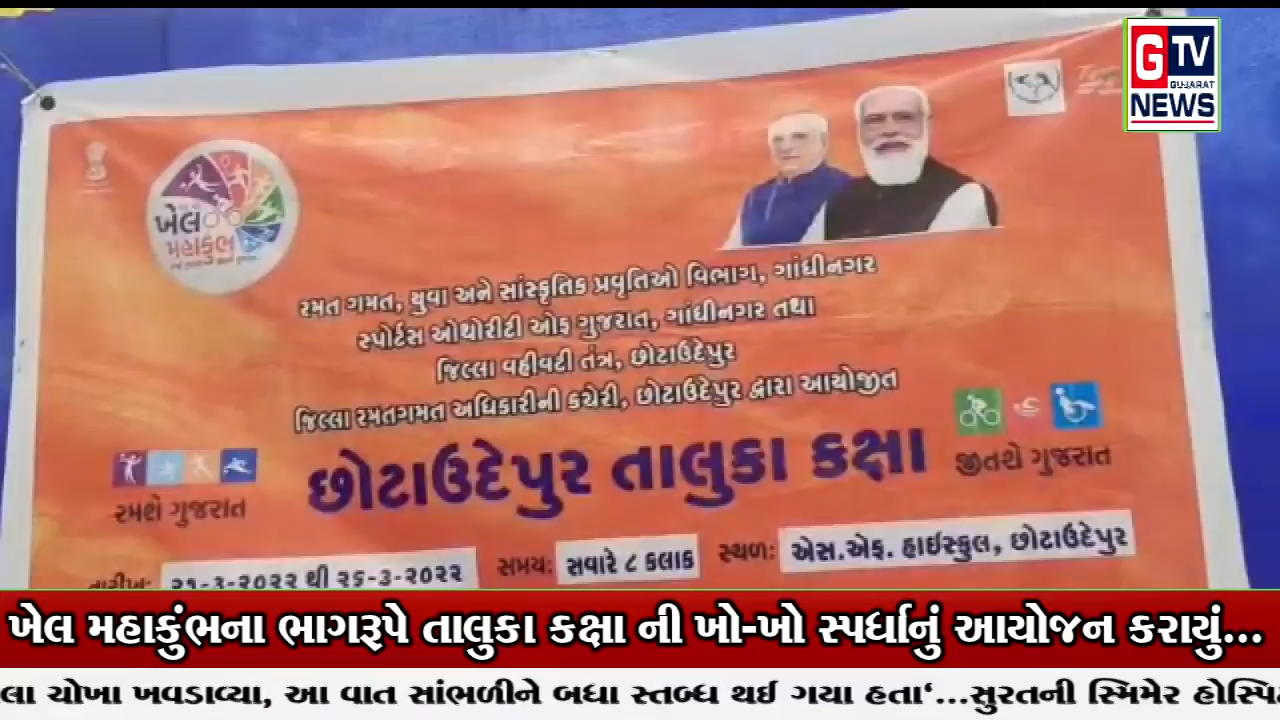 GTV
GUJARAT
NEWS
ખેલ
મહાકુંભ
રમત ગમત, યુવા અને સાંસ્કૃતિક પ્રવૃતિઓ વિભાગ, ગાંધીનગર
સ્પોર્ટસ ઓથોરીટી ઓફ ગુજરાત, ગાંધીનગર તથા
જિલ્લા વહીવટી તંત્ર, છોટાઉદેપુર
જિલ્લા રમતગમત અધિકારીની કચેરી, છોટાઉદેપુર દ્વારા આયોજીત
છોટાઉદેપુર તાલુકા કક્ષા
રમશે ગુજરાત
જીતશે ગુજરાત
તારીખ: ૨૧-૩-૨૦૨૨ થી ૨૬-૩-૨૦૨૨ સમય: સવારે ૮ કલાક સ્થળ: એસ.એફ. હાઈસ્કુલ, છોટાઉદેપુર
ખેલ મહાકુંભના ભાગરૂપે તાલુકા કક્ષા ની ખો-ખો સ્પર્ધાનું આયોજન કરાયું...
લા ચોખા ખવડાવ્યા, આ વાત સાંભળીને બધા સ્તબ્ધ થઈ ગયા હતા‘...સુરતની સ્મિમેર હોસ્પિ